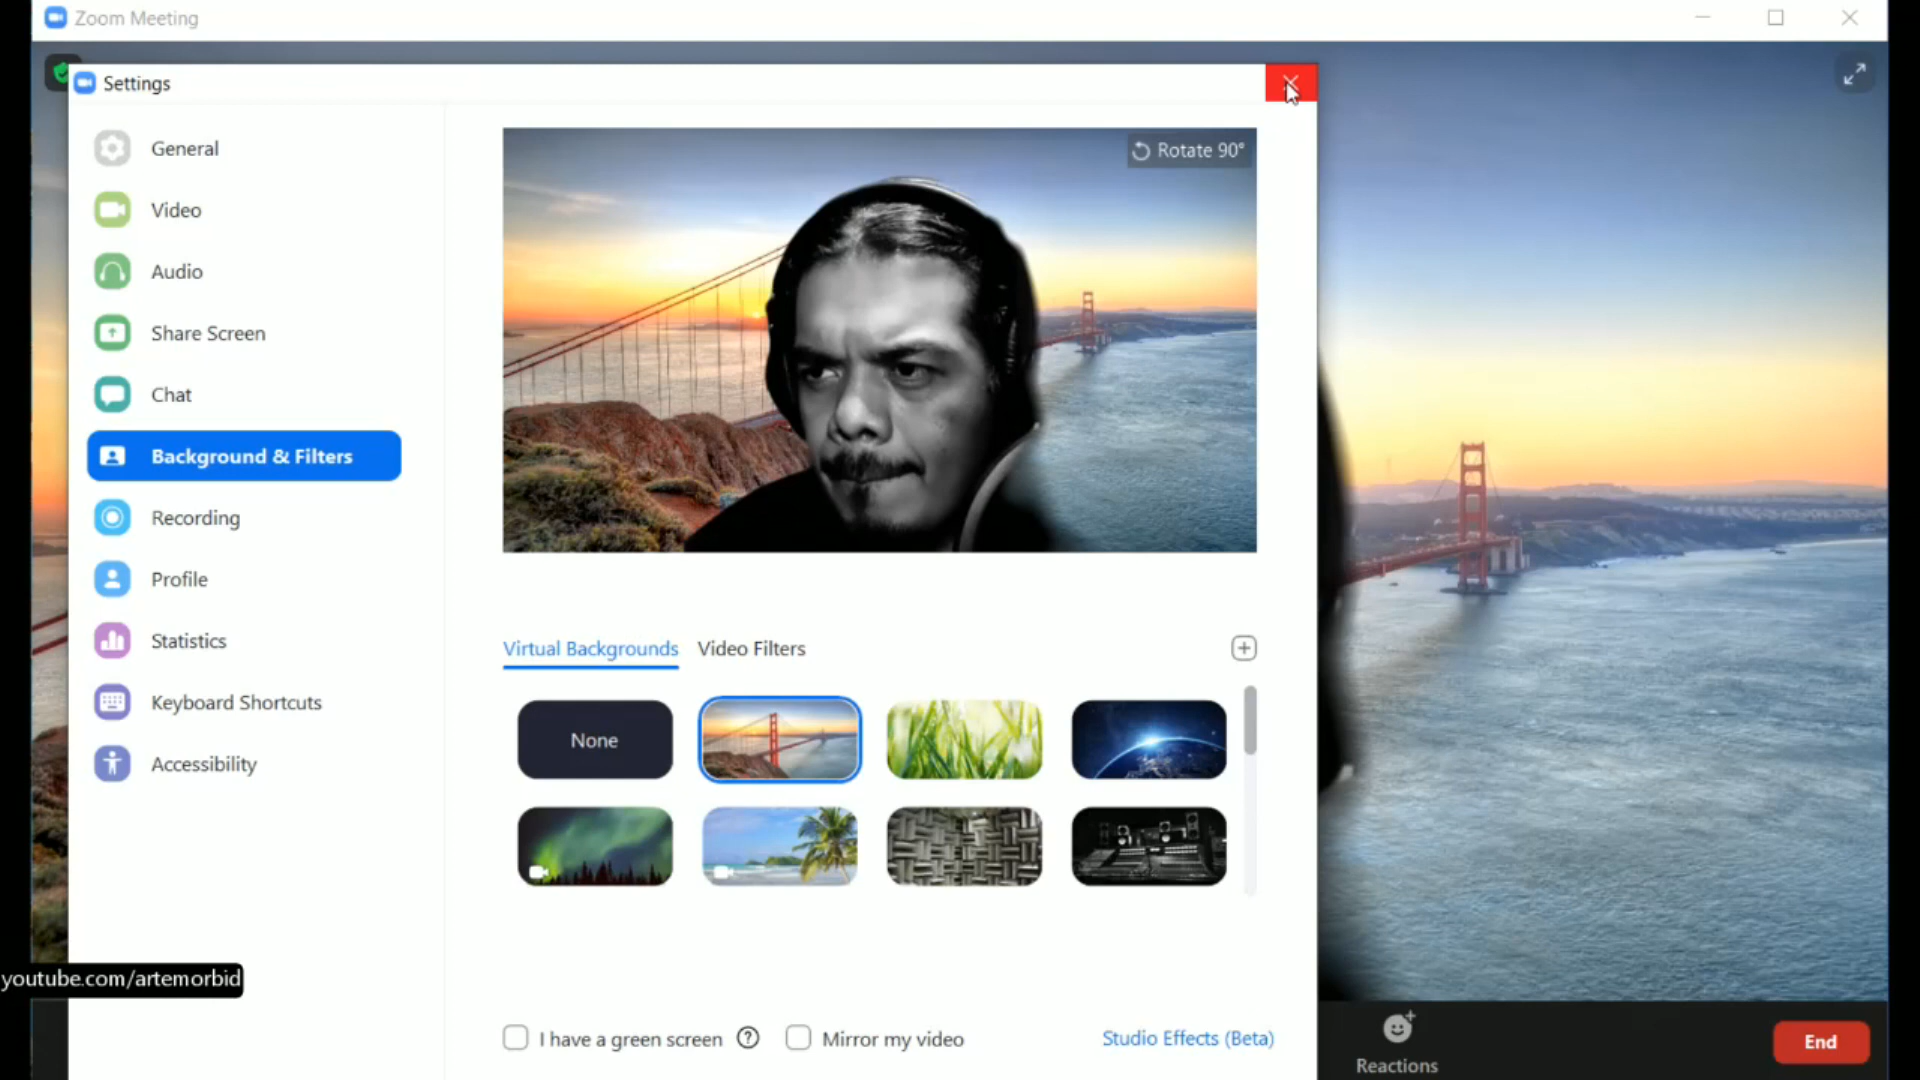 Zoom Meeting
Settings
General
Video
Audio
Share Screen
Chat
Background & Filters
Recording
Profile
Statistics
Keyboard Shortcuts
Accessibility
Rotate 90°
Virtual Backgrounds
Video Filters
None
I have a green screen
Mirror my video
Studio Effects (Beta)
youtube.com/artemorbid
Reactions
End